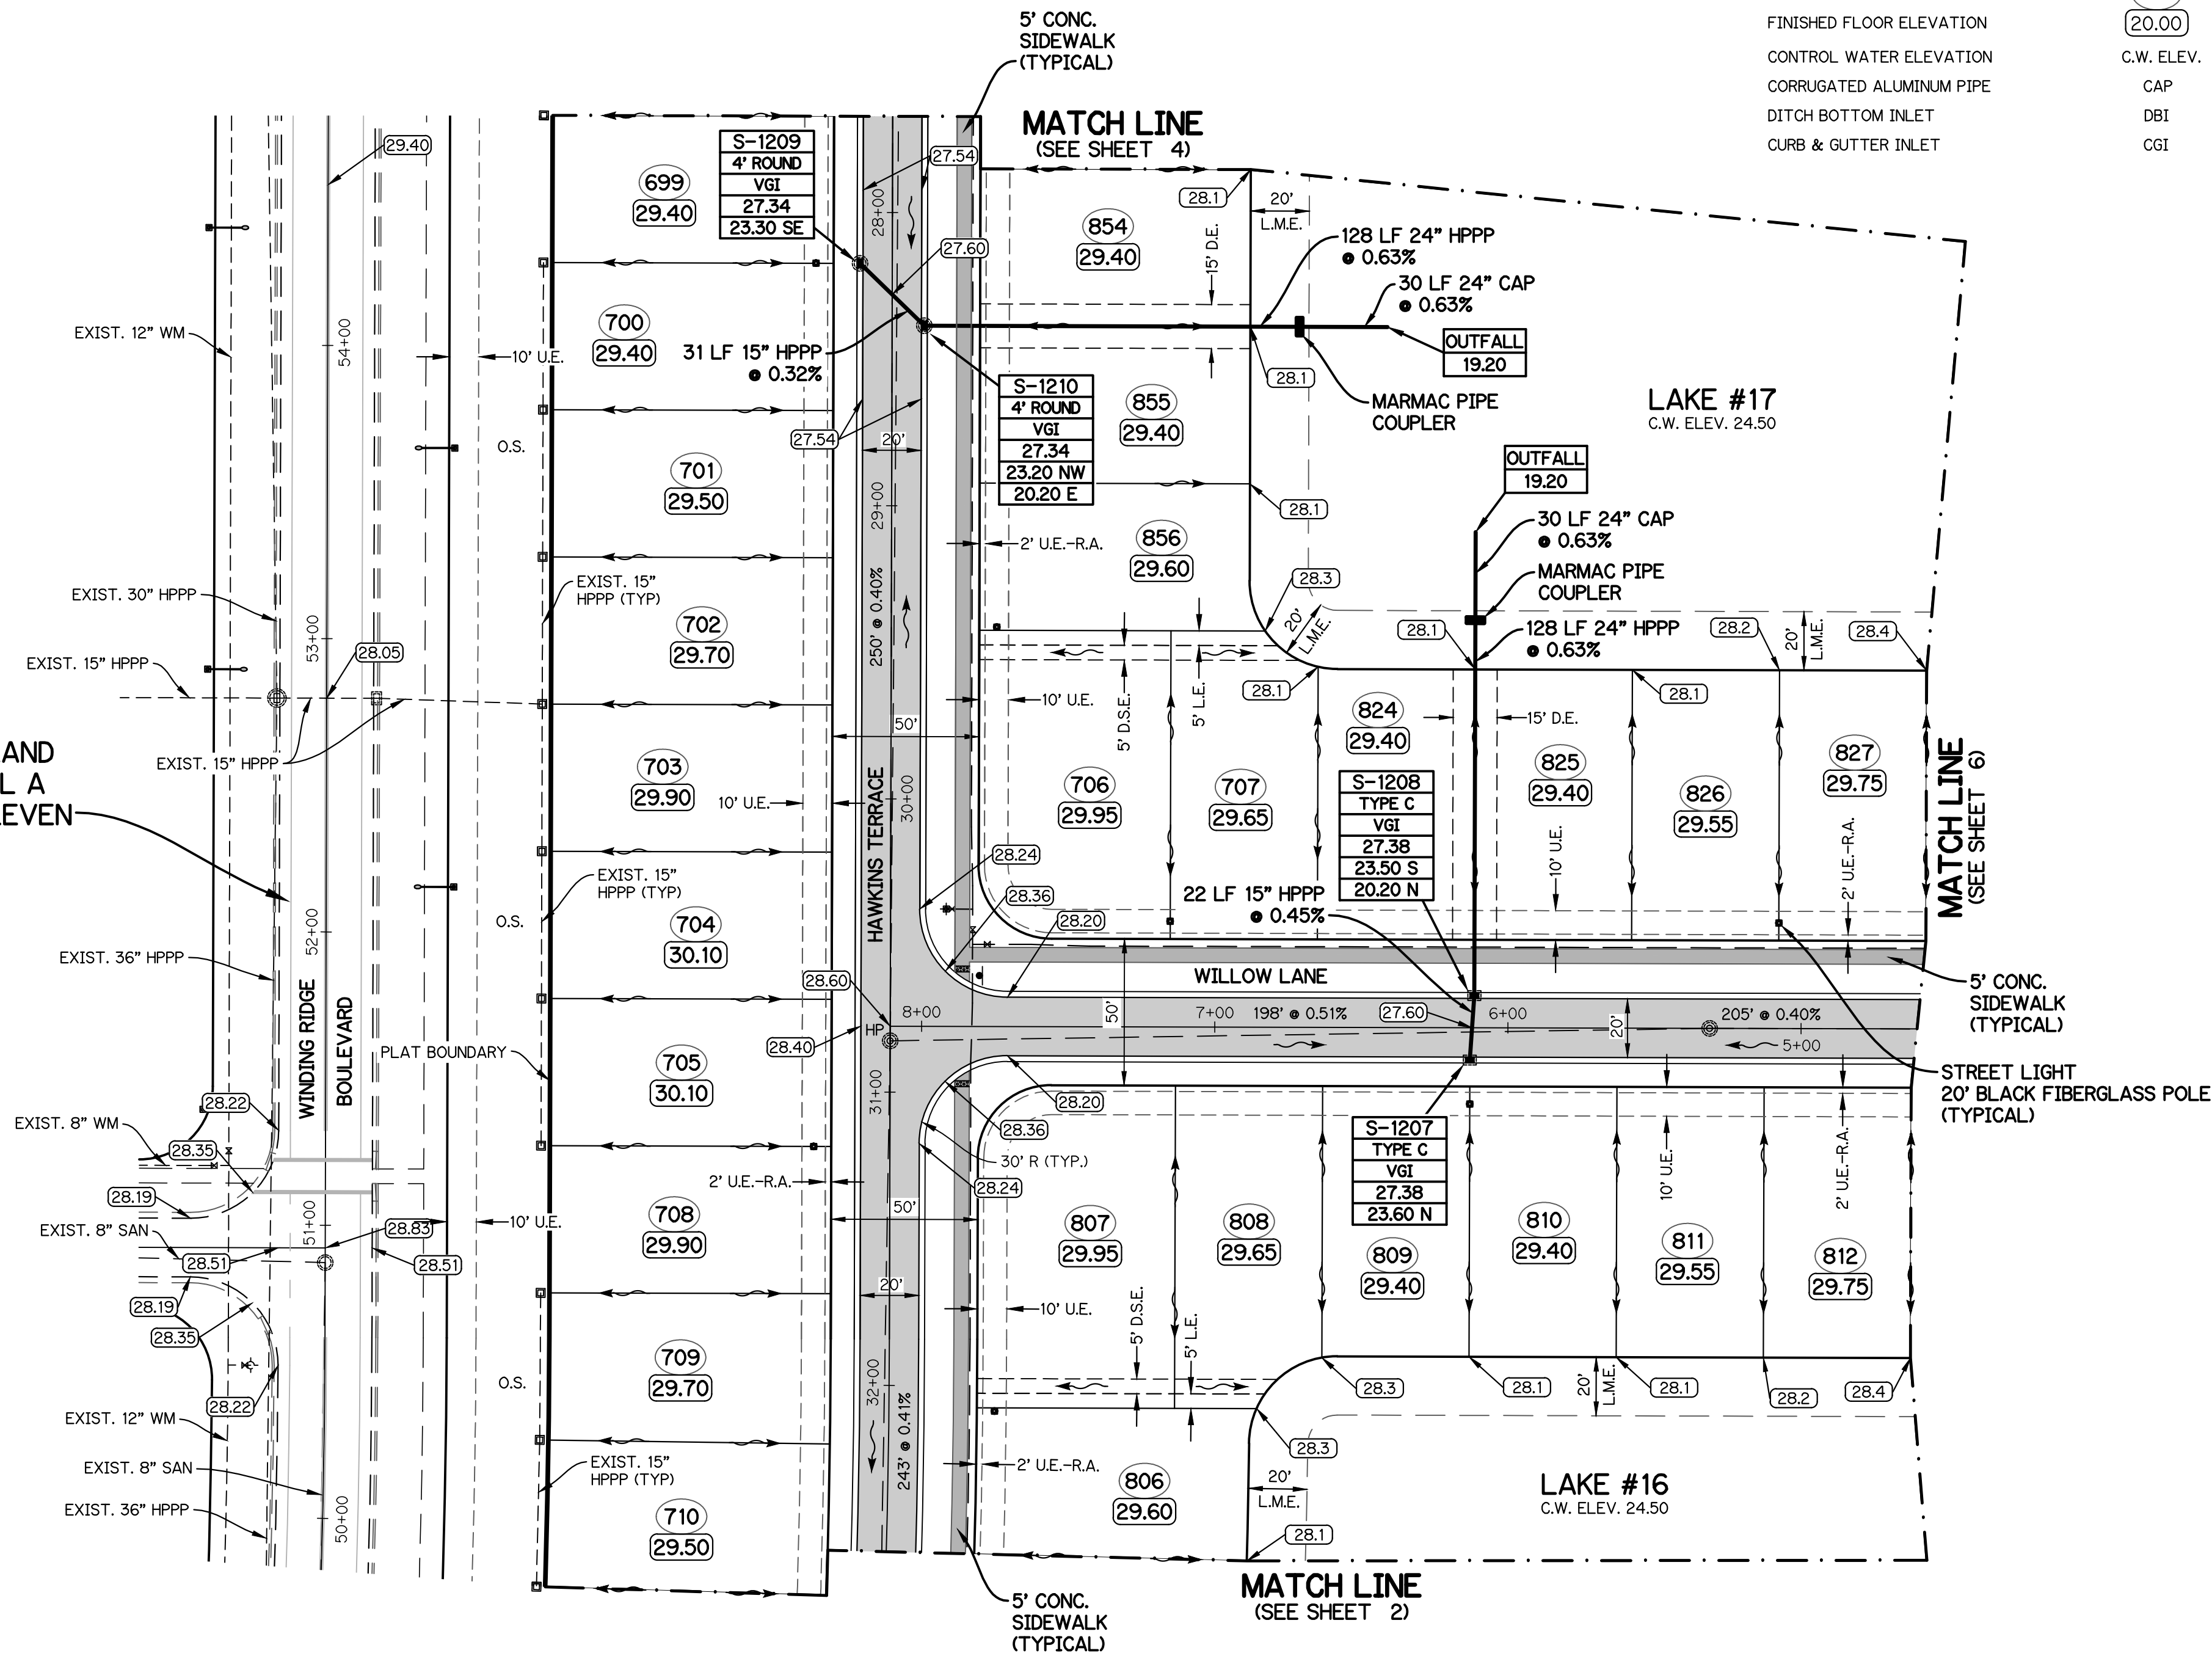 FINISHED FLOOR ELEVATION
20.00
CONTROL WATER ELEVATION
C.W. ELEV.
CORRUGATED ALUMINUM PIPE
CAP
DITCH BOTTOM INLET
DBI
CURB & GUTTER INLET
CGI
5' CONC.
SIDEWALK
(TYPICAL)
MATCH LINE
(SEE SHEET 4)
29.40
EXIST. 12" WM
54+00
10' U.E.
O.S.
EXIST. 30" HPPP
53+00
EXIST. 15" HPPP
28.05
EXIST. 15" HPPP
AND
L A
EVEN
52+00
O.S.
EXIST. 36" HPPP
WINDING RIDGE
BOULEVARD
PLAT BOUNDARY
28.22
EXIST. 8" WM
28.35
28.19
EXIST. 8" SAN
51+00
28.83
10' U.E.
28.51
28.51
28.19
28.35
28.22
O.S.
EXIST. 12" WM
EXIST. 8" SAN
EXIST. 36" HPPP
50+00
699
29.40
700
29.40
701
29.50
EXIST. 15"
HPPP (TYP)
702
29.70
703
29.90
10' U.E.
EXIST. 15"
HPPP (TYP)
704
30.10
705
30.10
2' U.E.-R.A.
708
29.90
709
29.70
EXIST. 15"
HPPP (TYP)
710
29.50
S-1209
4' ROUND
VGI
27.34
23.30 SE
27.54
28+00
27.60
31 LF 15" HPPP
@ 0.32%
27.54
20'
29+00
250' @ 0.40%
50'
HAWKINS TERRACE
30+00
28.24
28.36
28.20
28.60
HP
28.40
8+00
31+00
28.20
28.36
30' R (TYP.)
28.24
50'
20'
32+00
243' @ 0.41%
S-1210
4' ROUND
VGI
27.34
23.20 NW
20.20 E
28.1
20'
L.M.E.
854
29.40
15' D.E.
128 LF 24" HPPP
@ 0.63%
30 LF 24" CAP
@ 0.63%
OUTFALL
19.20
28.1
MARMAC PIPE
COUPLER
855
29.40
LAKE #17
C.W. ELEV. 24.50
28.1
2' U.E.-R.A.
856
29.60
28.3
20'
L.M.E.
OUTFALL
19.20
30 LF 24" CAP
@ 0.63%
MARMAC PIPE
COUPLER
28.1
128 LF 24" HPPP
@ 0.63%
28.2
20'
L.M.E.
28.4
10' U.E.
5' D.S.E.
5' L.E.
28.1
28.1
15' D.E.
706
29.95
707
29.65
824
29.40
825
29.40
826
29.55
827
29.75
S-1208
TYPE C
VGI
27.38
23.50 S
20.20 N
22 LF 15" HPPP
@ 0.45%
10' U.E.
2' U.E.-R.A.
MATCH LINE
(SEE SHEET 6)
WILLOW LANE
50'
7+00
198' @ 0.51%
27.60
6+00
20'
205' @ 0.40%
5+00
5' CONC.
SIDEWALK
(TYPICAL)
STREET LIGHT
20' BLACK FIBERGLASS POLE
(TYPICAL)
S-1207
TYPE C
VGI
27.38
23.60 N
10' U.E.
2' U.E.-R.A.
807
29.95
808
29.65
809
29.40
810
29.40
811
29.55
812
29.75
10' U.E.
5' D.S.E.
5' L.E.
28.3
28.1
20'
L.M.E.
28.1
28.2
28.4
28.3
2' U.E.-R.A.
806
29.60
20'
L.M.E.
28.1
LAKE #16
C.W. ELEV. 24.50
MATCH LINE
(SEE SHEET 2)
5' CONC.
SIDEWALK
(TYPICAL)